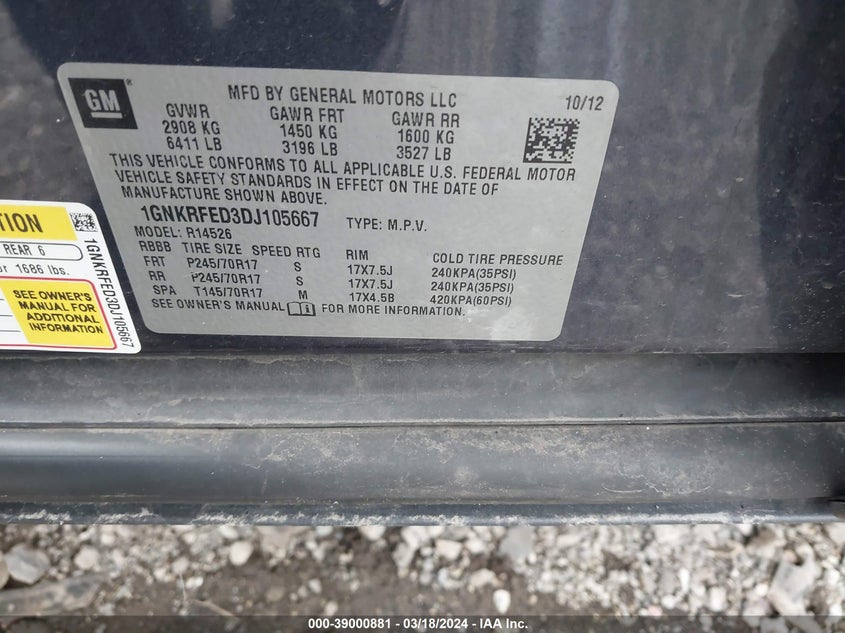 GM
MFD BY GENERAL MOTORS LLC 10/12
GVWR GAWR FRT GAWR RR
2908 KG 1450 KG 1600 KG
6411 LB 3196 LB 3527 LB
THIS VEHICLE CONFORMS TO ALL APPLICABLE U.S. FEDERAL MOTOR
VEHICLE SAFETY STANDARDS IN EFFECT ON THE DATE OF
MANUFACTURE SHOWN ABOVE.
1GNKRFED3DJ105667 TYPE: M.P.V.
MODEL: R14526
RBBB TIRE SIZE SPEED RTG RIM COLD TIRE PRESSURE
FRT P245/70R17 S 17X7.5J 240KPA(35PSI)
RR P245/70R17 S 17X7.5J 240KPA(35PSI)
SPA T145/70R17 M 17X4.5B 420KPA(60PSI)
SEE OWNER'S MANUAL FOR MORE INFORMATION.
REAR 6
1686 lbs.
SEE OWNER'S
MANUAL FOR
ADDITIONAL
INFORMATION
1GNKRFED3DJ105667
000-39000881 - 03/18/2024 - IAA Inc.